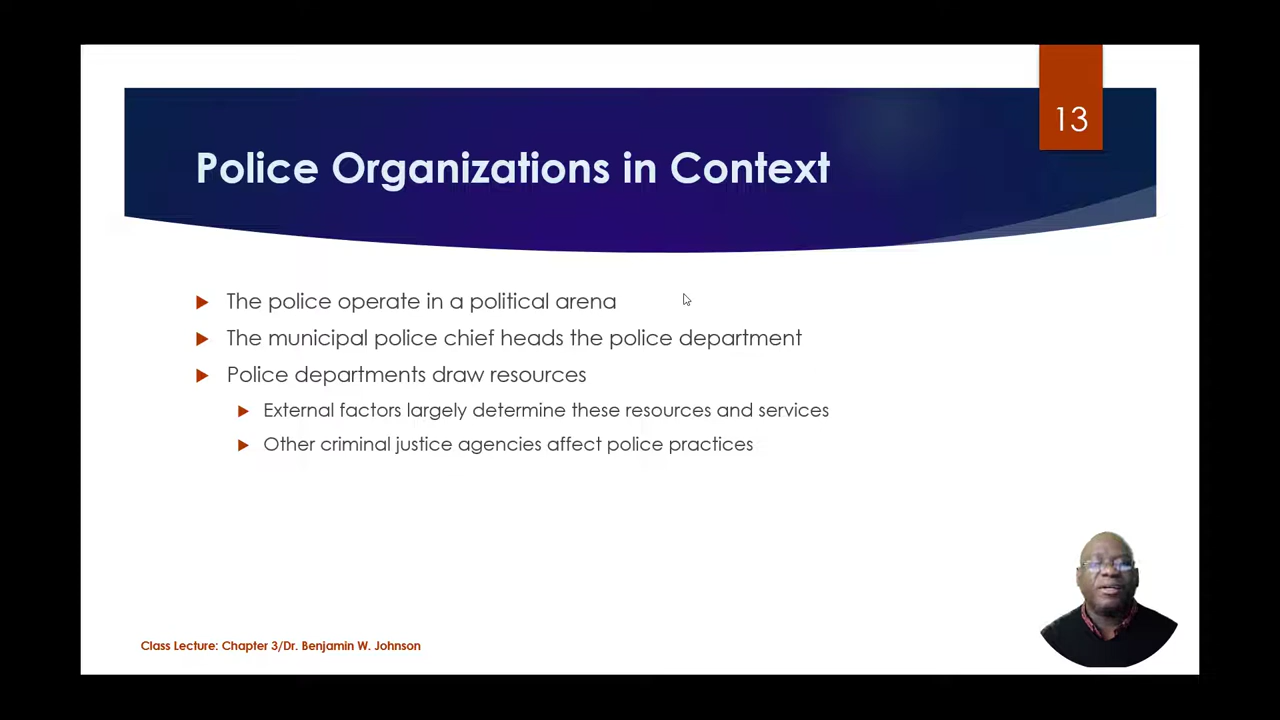 13
Police Organizations in Context
The police operate in a political arena
The municipal police chief heads the police department
Police departments draw resources
External factors largely determine these resources and services
Other criminal justice agencies affect police practices
Class Lecture: Chapter 3/Dr. Benjamin W. Johnson